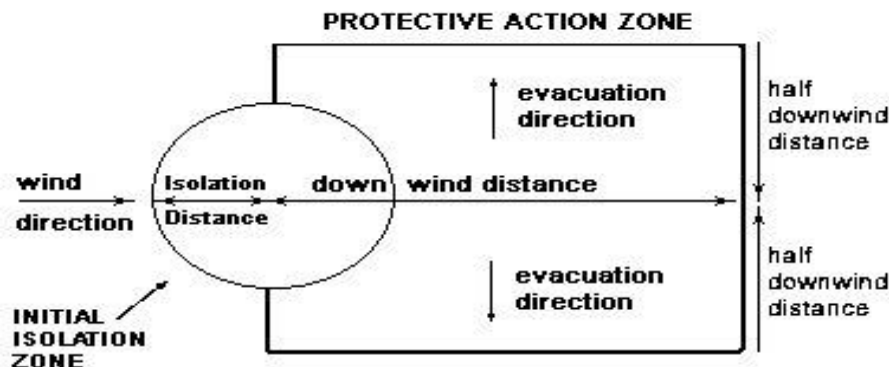 PROTECTIVE ACTION ZONE
evacuation
direction
half
downwind
distance
wind
direction
Isolation
Distance
down wind distance
evacuation
direction
half
downwind
distance
INITIAL
ISOLATION
ZONE